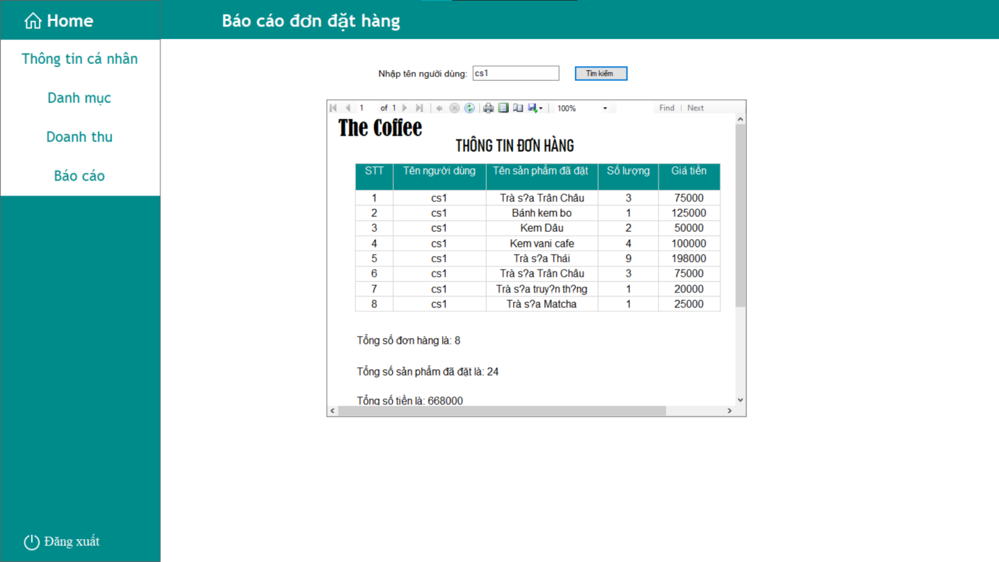 Home
Báo cáo đơn đặt hàng
Thông tin cá nhân
Danh mục
Doanh thu
Báo cáo
Đăng xuất
Nhập tên người dùng: cs1 Tìm kiếm
1 of 1 100% Find | Next
The Coffee
THÔNG TIN ĐƠN HÀNG
STT Tên người dùng Tên sản phẩm đã đặt Số lượng Giá tiền
1 cs1 Trà s?a Trân Châu 3 75000
2 cs1 Bánh kem bo 1 125000
3 cs1 Kem Dâu 2 50000
4 cs1 Kem vani cafe 4 100000
5 cs1 Trà s?a Thái 9 198000
6 cs1 Trà s?a Trân Châu 3 75000
7 cs1 Trà s?a truy?n th?ng 1 20000
8 cs1 Trà s?a Matcha 1 25000
Tổng số đơn hàng là: 8
Tổng số sản phẩm đã đặt là: 24
Tổng số tiền là: 668000